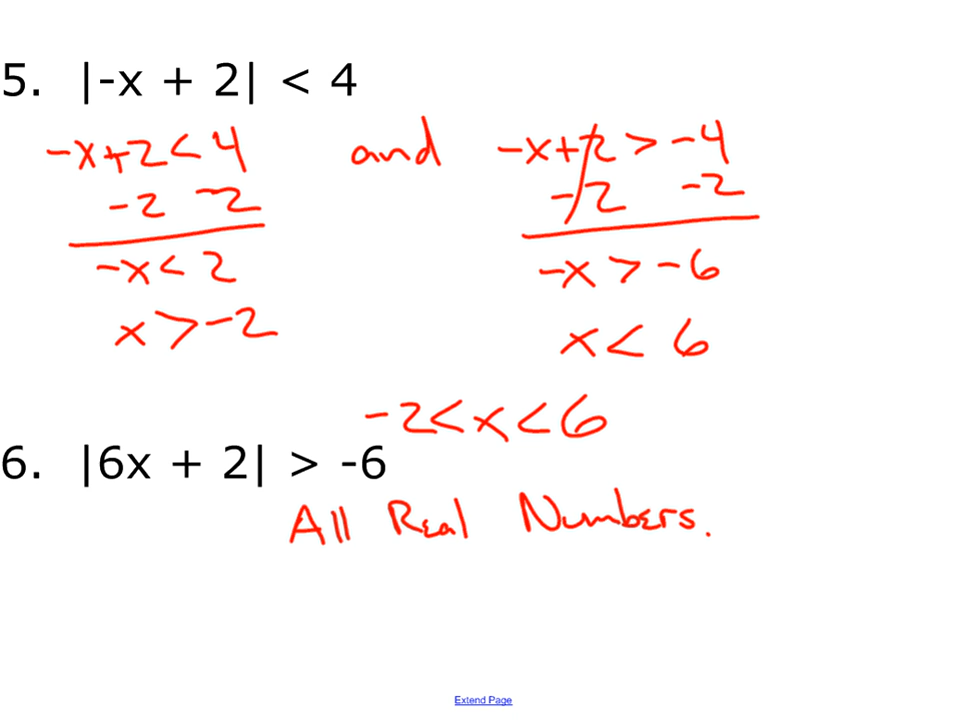 5. |-x + 2| < 4
-x+2<4 and -x+2 > -4
-2 -2 -2 -2
-x<2 -x > -6
x>-2 x< 6
-2<x<6
6. |6x + 2| > -6
All Real Numbers.
Extend Page